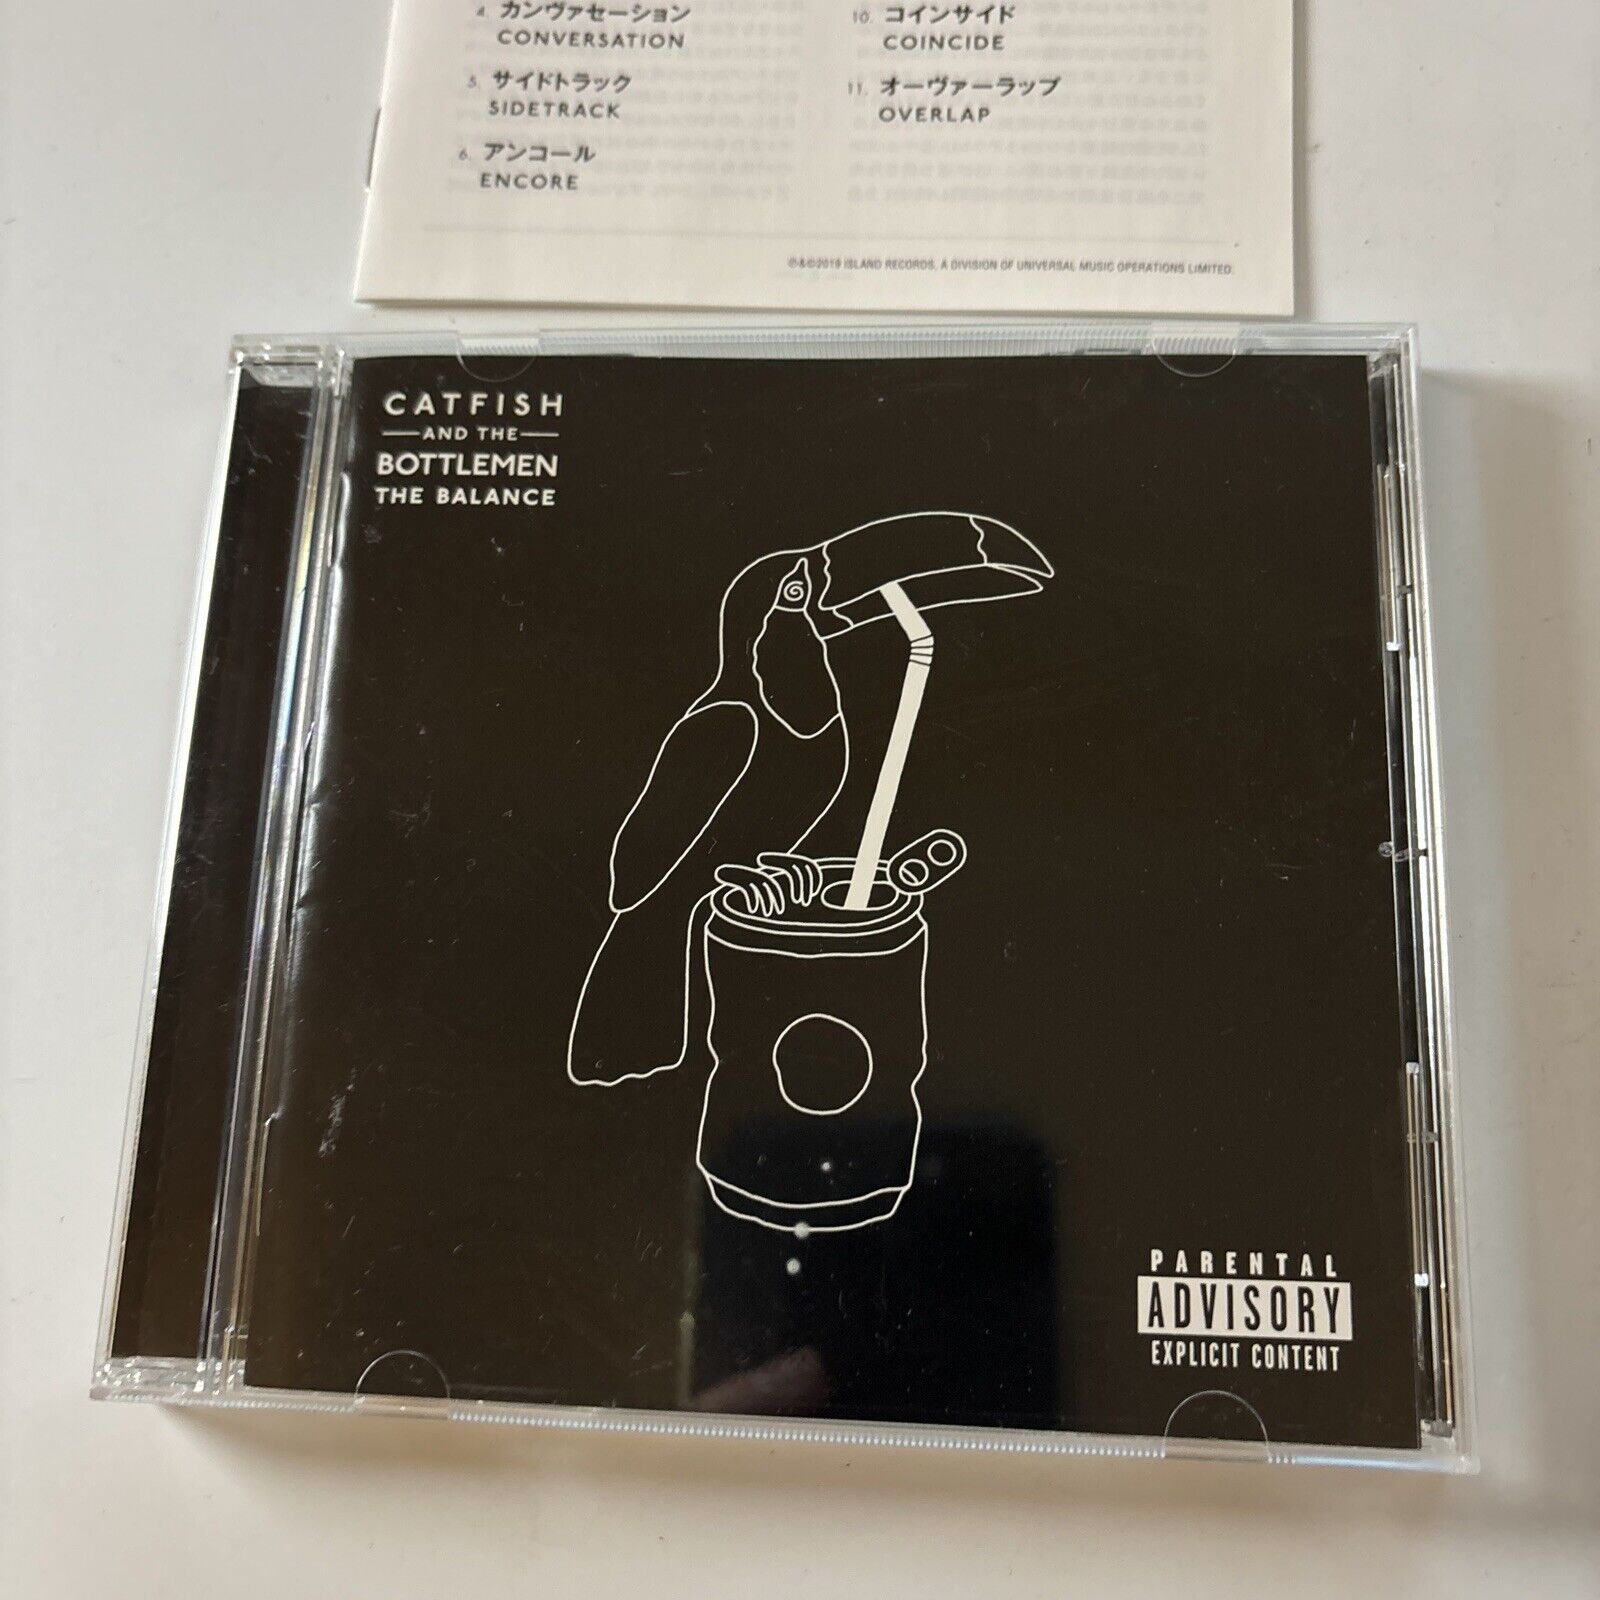 4. カンヴァセーション
CONVERSATION
5. サイドトラック
SIDETRACK
6. アンコール
ENCORE
10. コインサイド
COINCIDE
11. オーヴァーラップ
OVERLAP
℗&©2019 ISLAND RECORDS, A DIVISION OF UNIVERSAL MUSIC OPERATIONS LIMITED.
CATFISH
AND THE
BOTTLEMEN
THE BALANCE
PARENTAL
ADVISORY
EXPLICIT CONTENT